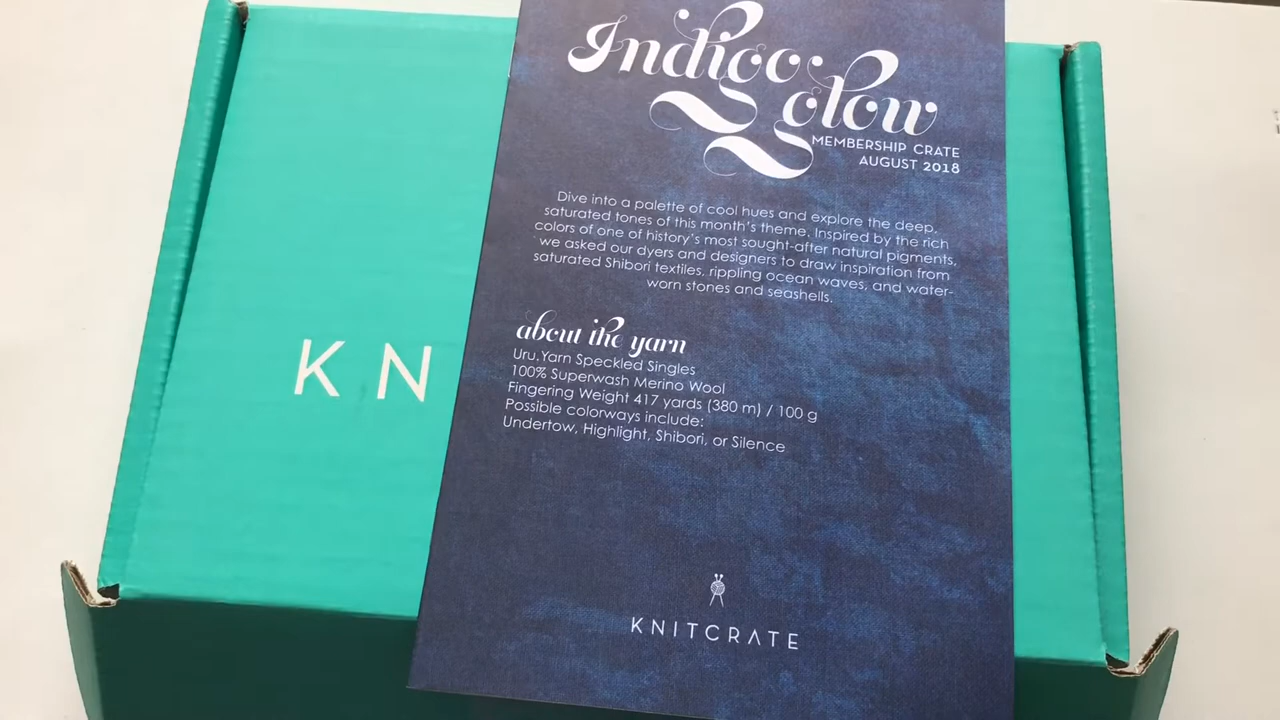 Indigo
glow
MEMBERSHIP CRATE
AUGUST 2018
Dive into a palette of cool hues and explore the deep,
saturated tones of this month's theme. Inspired by the rich
colors of one of history's most sought-after natural pigments,
we asked our dyers and designers to draw inspiration from
saturated Shibori textiles, rippling ocean waves, and water-
worn stones and seashells.
about the yarn
Uru.Yarn Speckled Singles
100% Superwash Merino Wool
Fingering Weight 417 yards (380 m) / 100 g
Possible colorways include:
Undertow, Highlight, Shibori, or Silence
KN
KNITCRATE